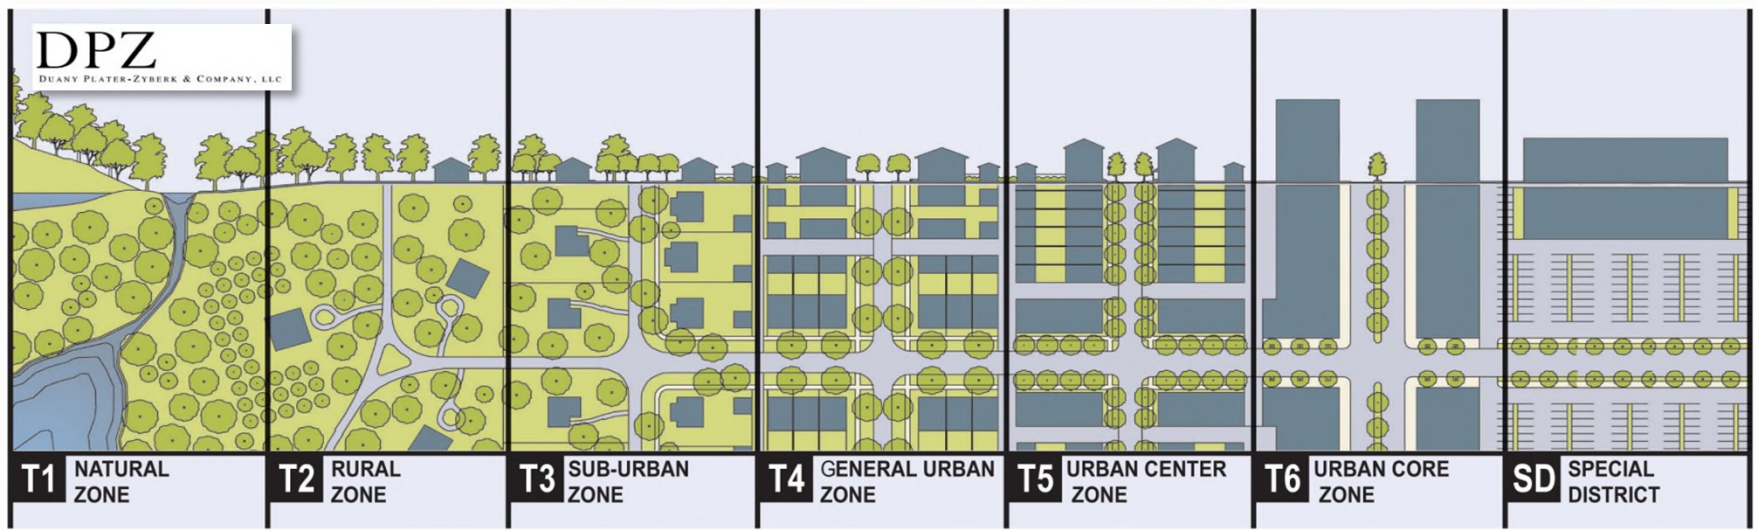 DPZ
DUANY PLATER-ZYBERK & COMPANY, LLC
T1 NATURAL
ZONE
T2 RURAL
ZONE
T3 SUB-URBAN
ZONE
T4 GENERAL URBAN
ZONE
T5 URBAN CENTER
ZONE
T6 URBAN CORE
ZONE
SD SPECIAL
DISTRICT